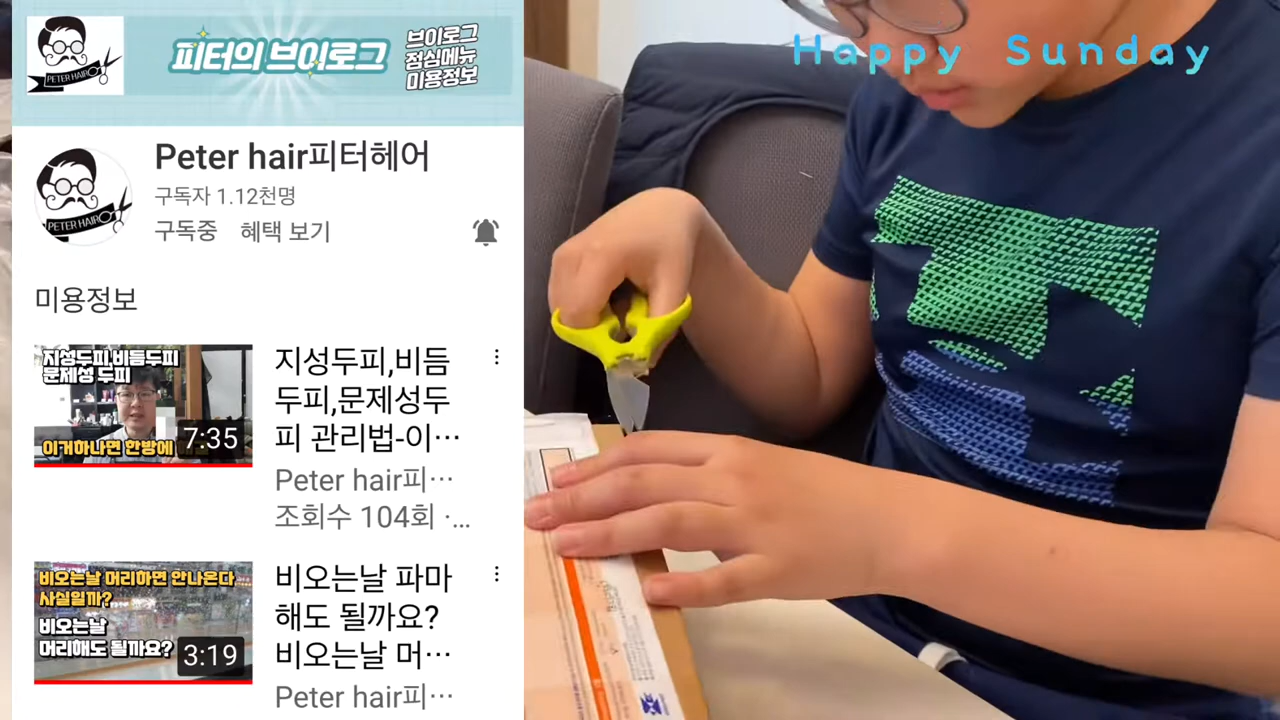 PETER HAIR
피터의 브이로그
브이로그
점심메뉴
미용정보
Happy Sunday
PETER HAIR
Peter hair피터헤어
구독자 1.12천명
구독중 혜택 보기
미용정보
지성두피,비듬두피
문제성 두피
이거하나면 한방에
7:35
지성두피,비듬
두피,문제성두
피 관리법-이…
Peter hair피…
조회수 104회 ·…
비오는날 머리하면 안나온다
사실일까?
비오는날
머리해도 될까요?
3:19
비오는날 파마
해도 될까요?
비오는날 머…
Peter hair피…